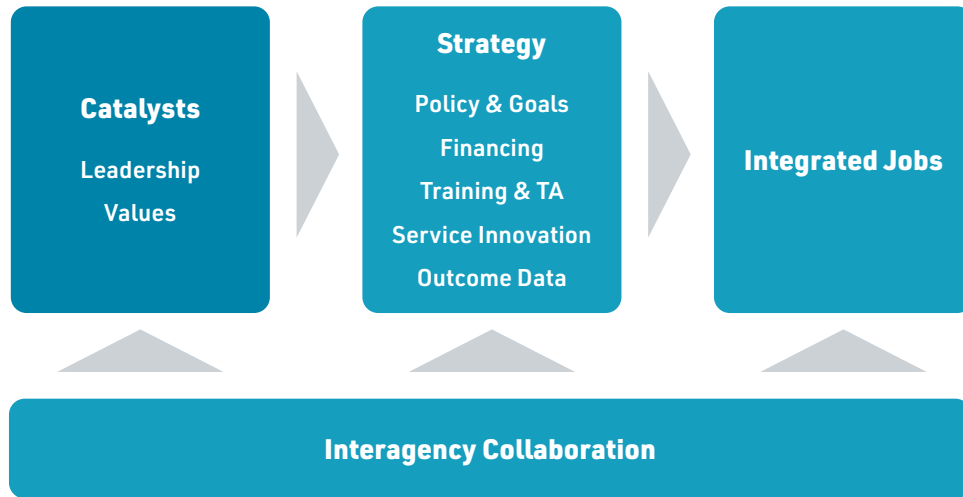 Catalysts
Leadership
Values
Strategy
Policy & Goals
Financing
Training & TA
Service Innovation
Outcome Data
Integrated Jobs
Interagency Collaboration